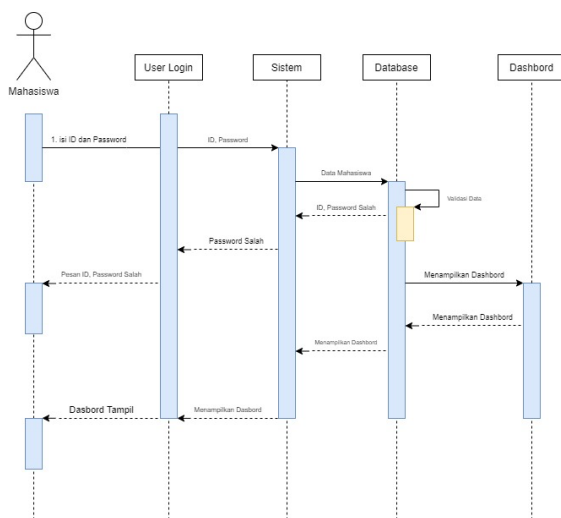 User Login
Sistem
Database
Dashbord
Mahasiswa
1. isi ID dan Password
ID, Password
Data Mahasiswa
Validasi Data
ID, Password Salah
Password Salah
Pesan ID, Password Salah
Menampilkan Dashbord
Menampilkan Dashbord
Menampilkan Dashbord
Dasbord Tampil
Menampilkan Dasbord